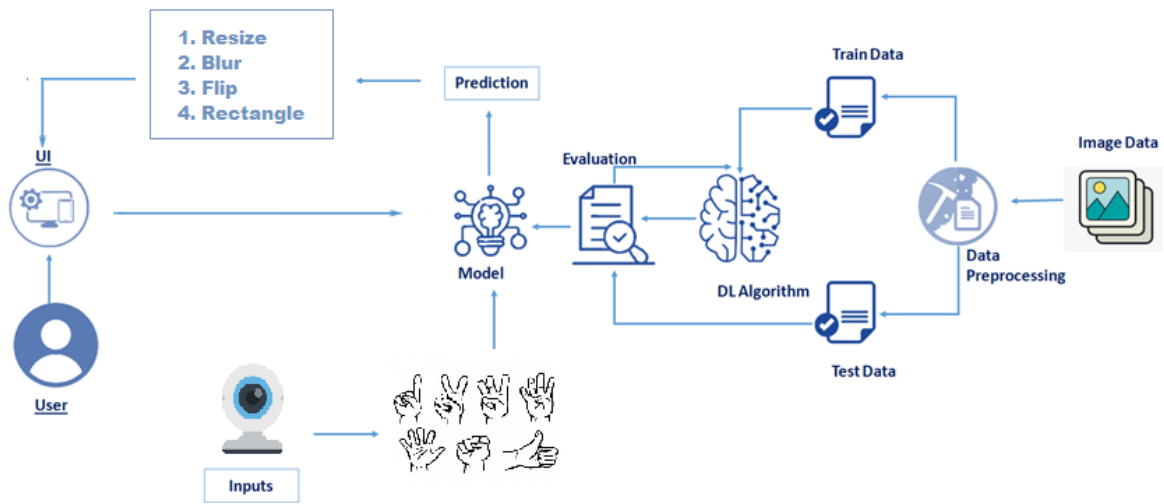 1. Resize
2. Blur
3. Flip
4. Rectangle
Prediction
Train Data
Evaluation
Image Data
UI
Model
DL Algorithm
Data
Preprocessing
Test Data
User
Inputs